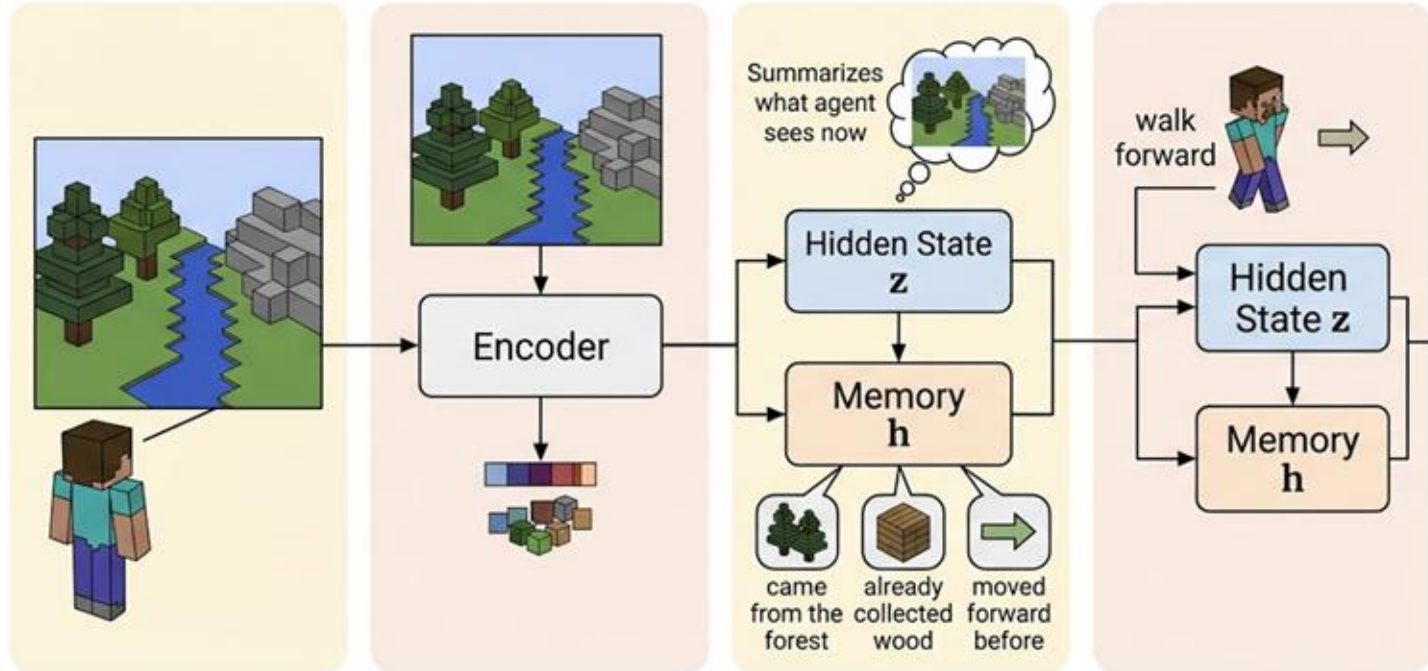 Encoder
Summarizes
what agent
sees now
Hidden State
z
Memory
h
came
from the
forest
already
collected
wood
moved
forward
before
walk
forward
Hidden
State z
Memory
h